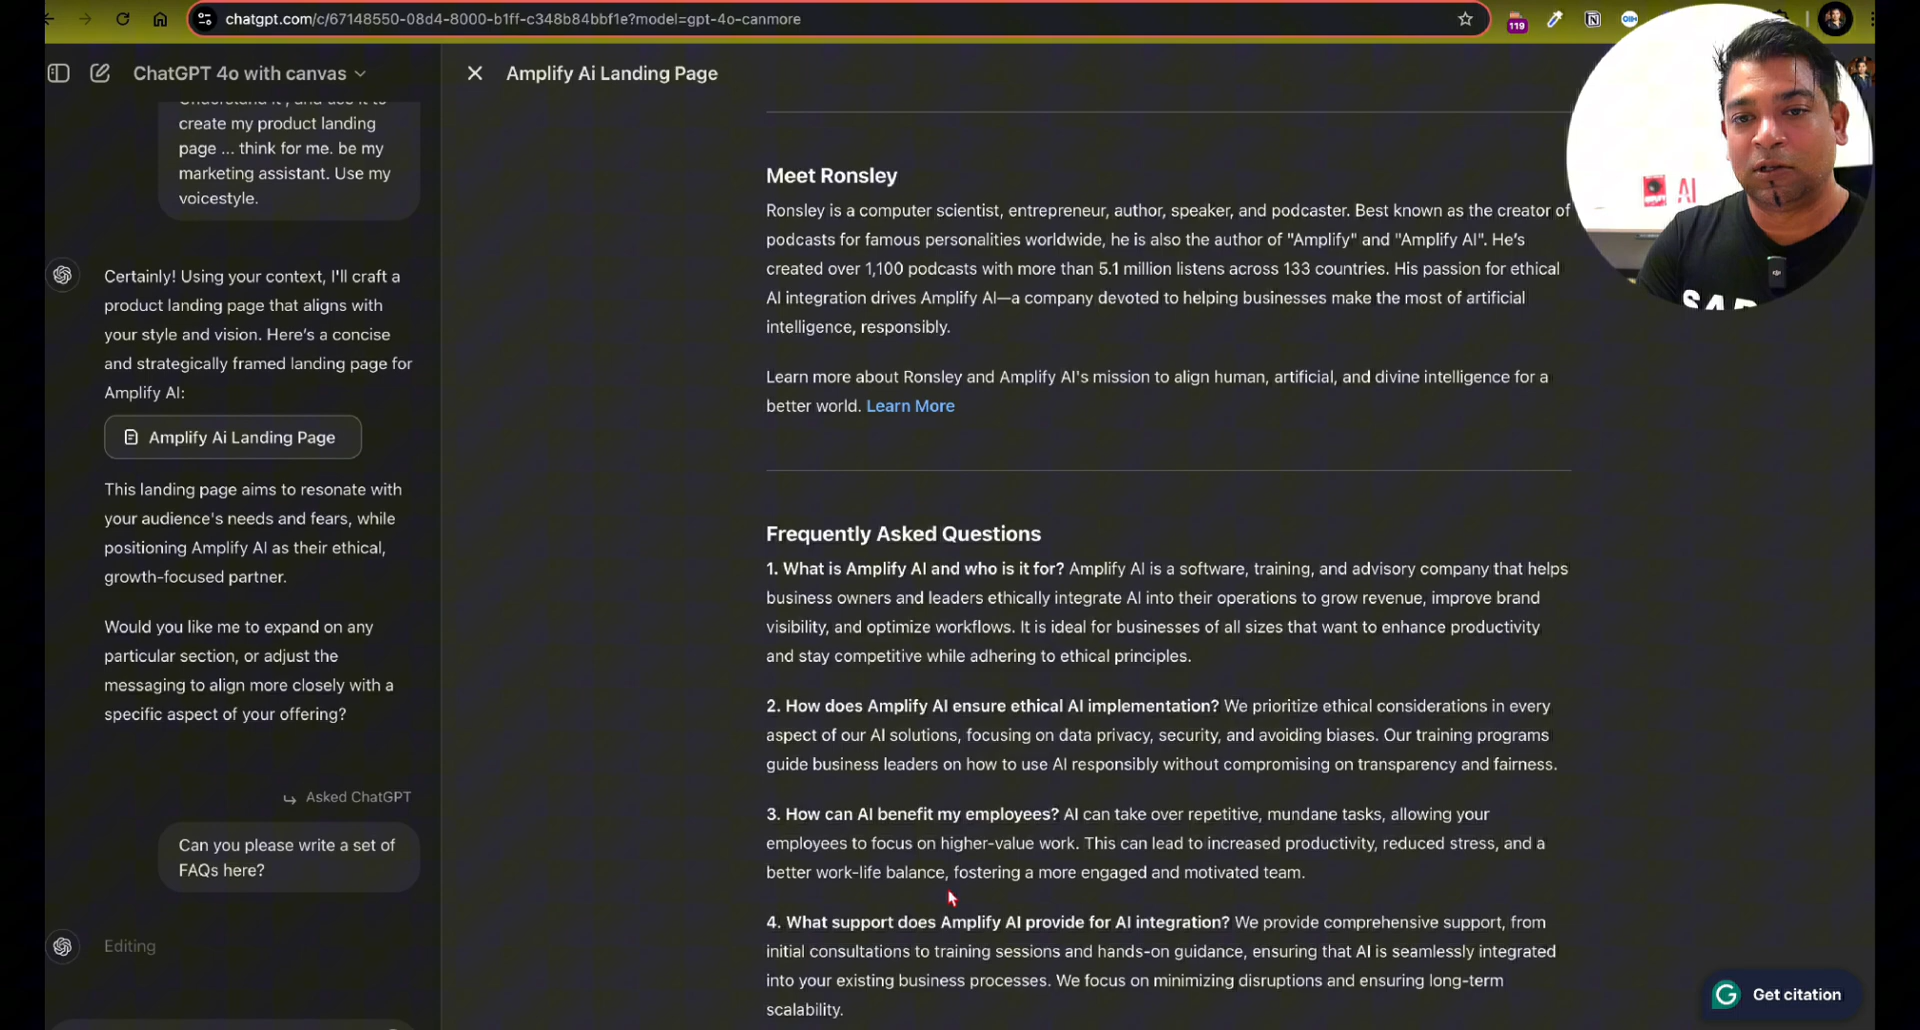 chatgpt.com/c/67148550-08d4-8000-b1ff-c348b84bbf1e?model=gpt-4o-canmore
119
ChatGPT 4o with canvas
Understand it , and use it to
create my product landing
page ... think for me. be my
marketing assistant. Use my
voicestyle.
Certainly! Using your context, I'll craft a
product landing page that aligns with
your style and vision. Here's a concise
and strategically framed landing page for
Amplify AI:
Amplify Ai Landing Page
This landing page aims to resonate with
your audience's needs and fears, while
positioning Amplify AI as their ethical,
growth-focused partner.
Would you like me to expand on any
particular section, or adjust the
messaging to align more closely with a
specific aspect of your offering?
Asked ChatGPT
Can you please write a set of
FAQs here?
Editing
Amplify Ai Landing Page
Meet Ronsley
Ronsley is a computer scientist, entrepreneur, author, speaker, and podcaster. Best known as the creator of
podcasts for famous personalities worldwide, he is also the author of "Amplify" and "Amplify AI". He's
created over 1,100 podcasts with more than 5.1 million listens across 133 countries. His passion for ethical
AI integration drives Amplify AI—a company devoted to helping businesses make the most of artificial
intelligence, responsibly.
Learn more about Ronsley and Amplify AI's mission to align human, artificial, and divine intelligence for a
better world. Learn More
Frequently Asked Questions
1. What is Amplify AI and who is it for? Amplify AI is a software, training, and advisory company that helps
business owners and leaders ethically integrate AI into their operations to grow revenue, improve brand
visibility, and optimize workflows. It is ideal for businesses of all sizes that want to enhance productivity
and stay competitive while adhering to ethical principles.
2. How does Amplify AI ensure ethical AI implementation? We prioritize ethical considerations in every
aspect of our AI solutions, focusing on data privacy, security, and avoiding biases. Our training programs
guide business leaders on how to use AI responsibly without compromising on transparency and fairness.
3. How can AI benefit my employees? AI can take over repetitive, mundane tasks, allowing your
employees to focus on higher-value work. This can lead to increased productivity, reduced stress, and a
better work-life balance, fostering a more engaged and motivated team.
4. What support does Amplify AI provide for AI integration? We provide comprehensive support, from
initial consultations to training sessions and hands-on guidance, ensuring that AI is seamlessly integrated
into your existing business processes. We focus on minimizing disruptions and ensuring long-term
scalability.
AI
Get citation